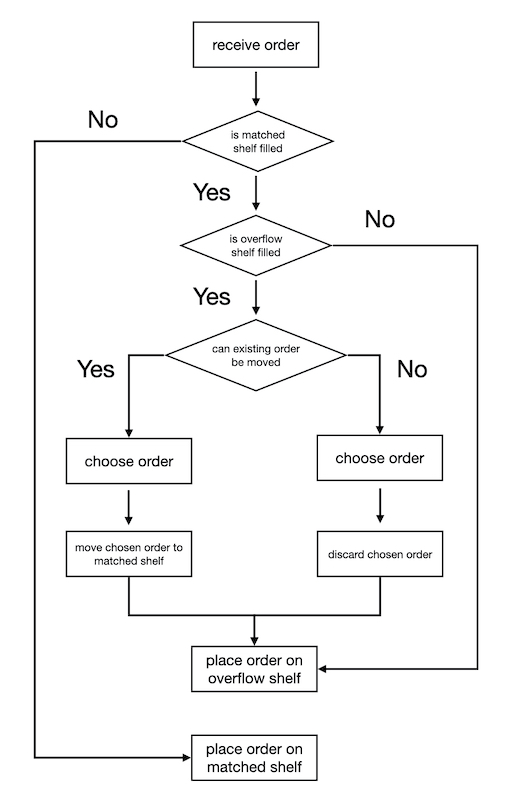 receive order
No
is matched
shelf filled
Yes
No
is overflow
shelf filled
Yes
can existing order
be moved
Yes
No
choose order
choose order
move chosen order to
matched shelf
discard chosen order
place order on
overflow shelf
place order on
matched shelf